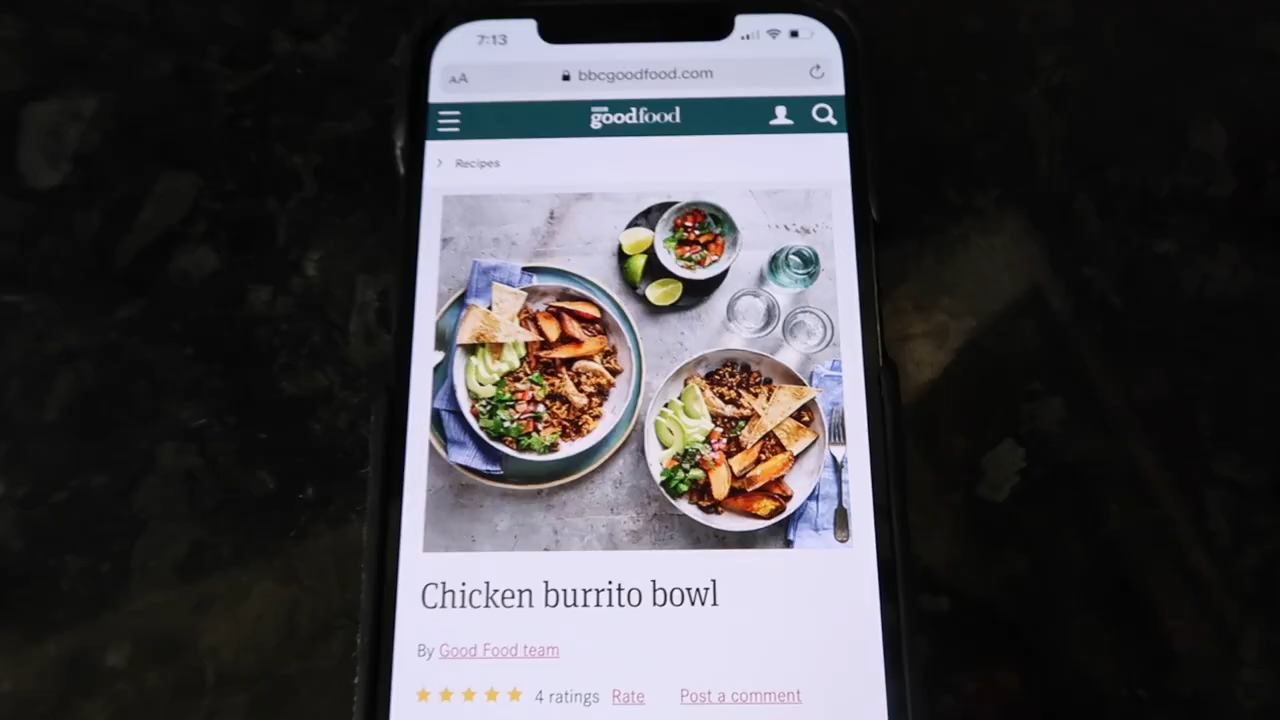 7:13
AA bbcgoodfood.com
goodfood
Recipes
Chicken burrito bowl
By Good Food team
4 ratings Rate Post a comment